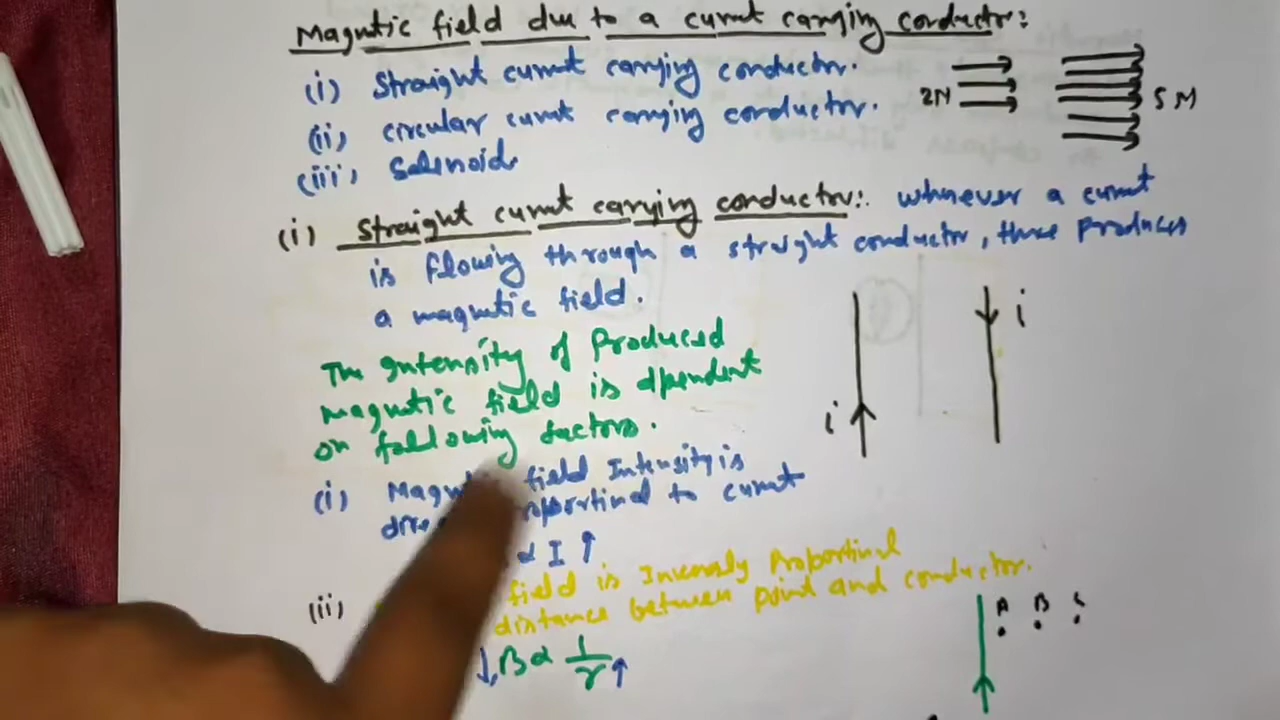 Magnetic field due to a current carrying conductor:
(i) Straight current carrying conductor.
(ii) circular current carrying conductor.
(iii) Solenoid
2N
5 M
(i) Straight current carrying conductor:. whenever a current
is flowing through a straight conductor, there produces
a magnetic field.
The Intensity of Produced
magnetic field is dpendent
on following factors.
i
i
(i) field Intensity is
to current
α I ↑
(ii) field is Inversely Proportional
distance between point and conductor.
↓ B α 1/r ↑
A B C